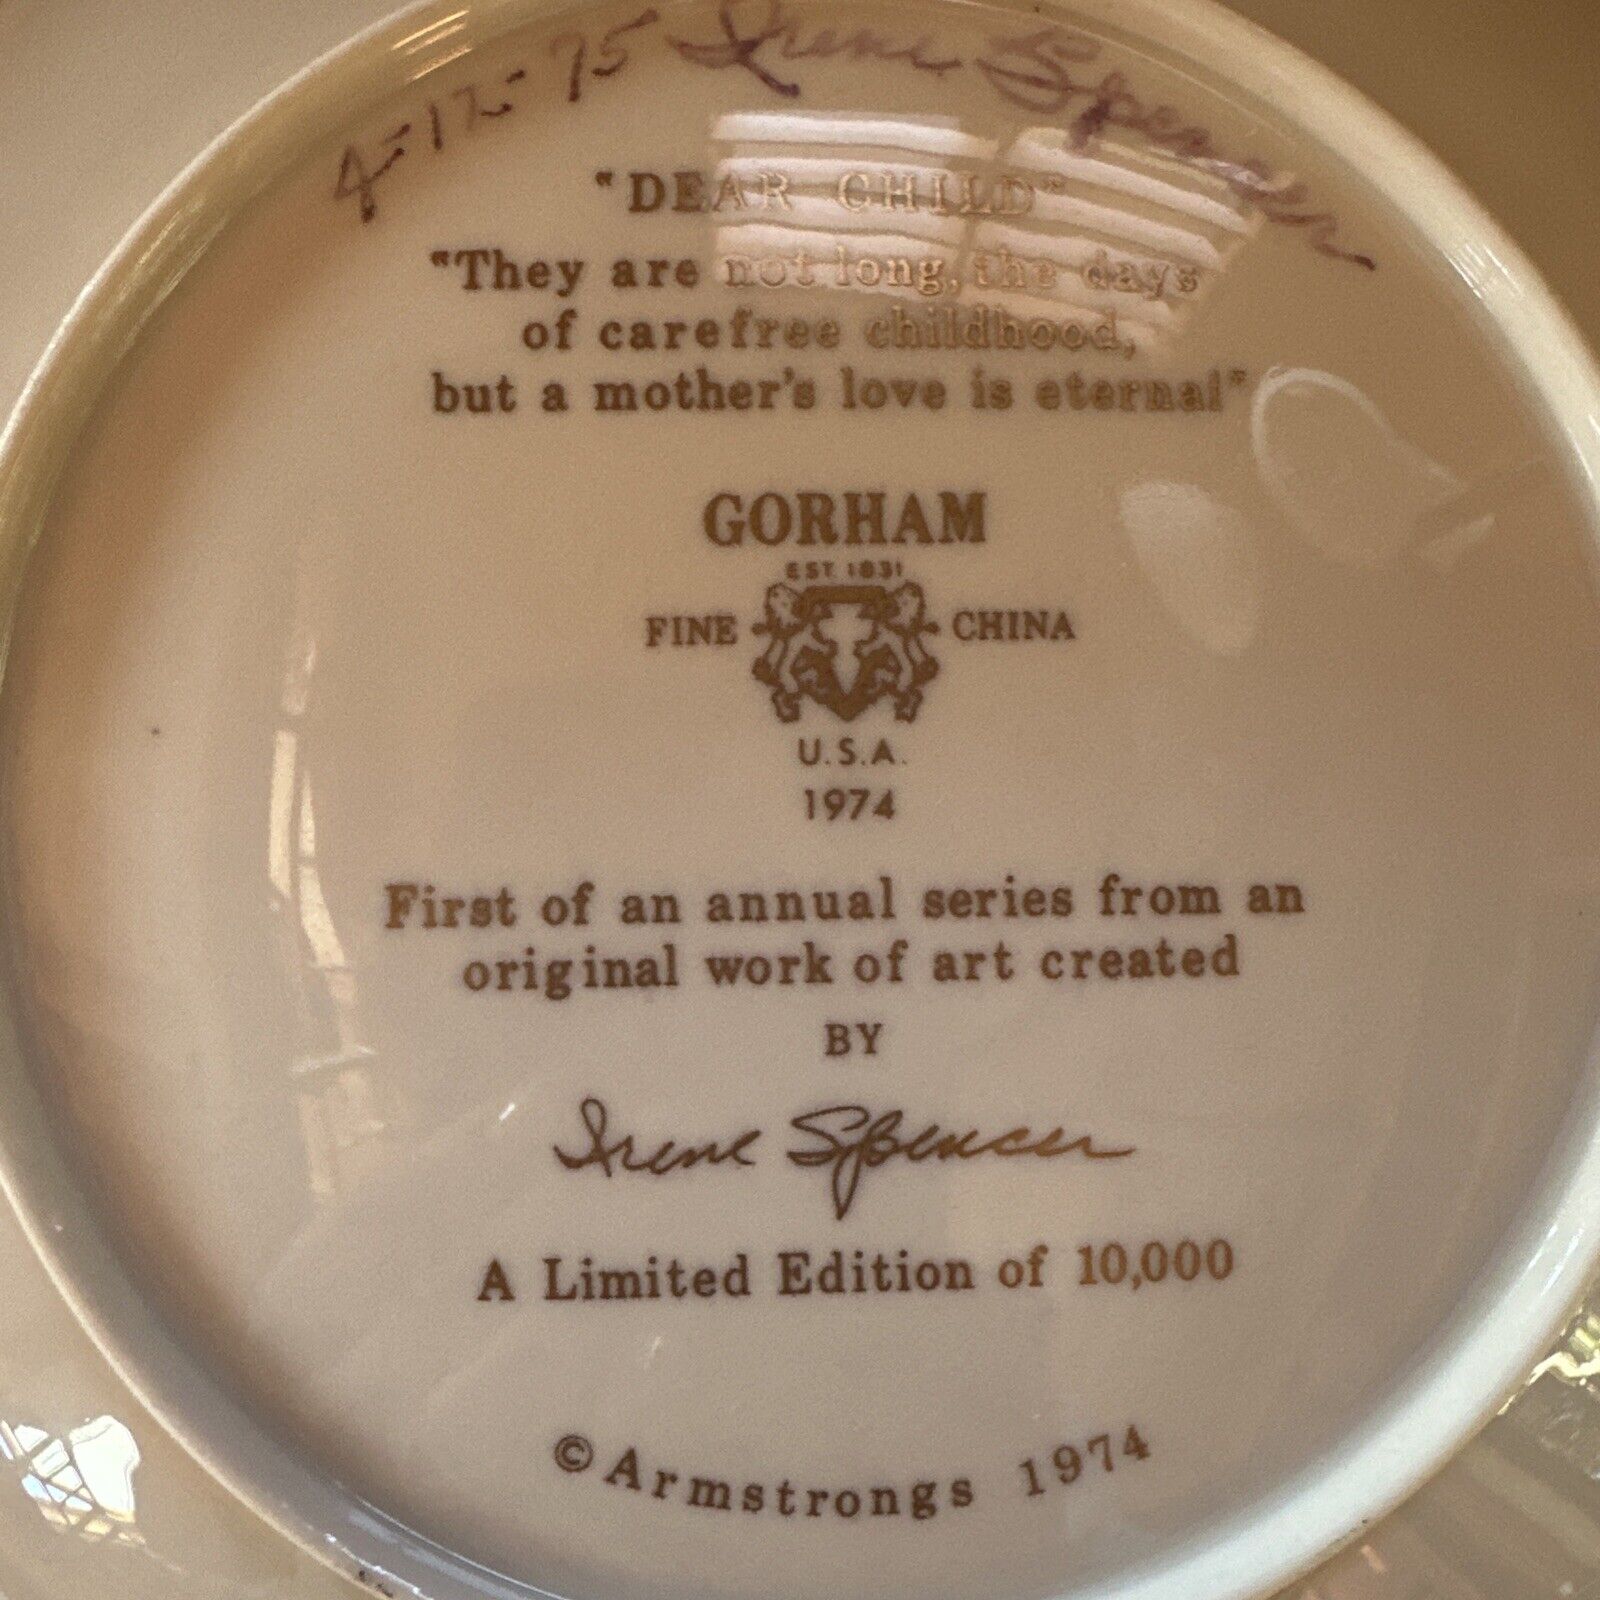 4-12-75 Irene Spencer
"DEAR CHILD"
"They are not long, the days
of carefree childhood,
but a mother's love is eternal"
GORHAM
EST. 1831
FINE CHINA
U.S.A.
1974
First of an annual series from an
original work of art created
BY
Irene Spencer
A Limited Edition of 10,000
©Armstrongs 1974